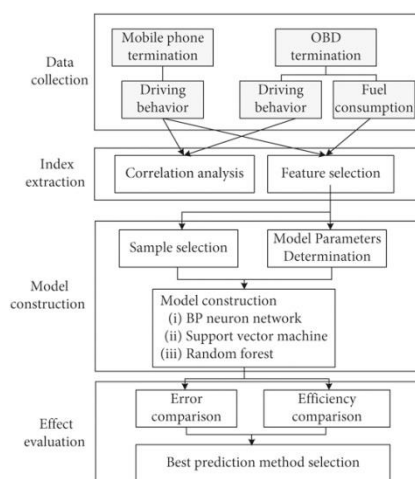 Data
collection
Mobile phone
termination
OBD
termination
Driving
behavior
Driving
behavior
Fuel
consumption
Index
extraction
Correlation analysis
Feature selection
Model
construction
Sample selection
Model Parameters
Determination
Model construction
(i) BP neuron network
(ii) Support vector machine
(iii) Random forest
Effect
evaluation
Error
comparison
Efficiency
comparison
Best prediction method selection